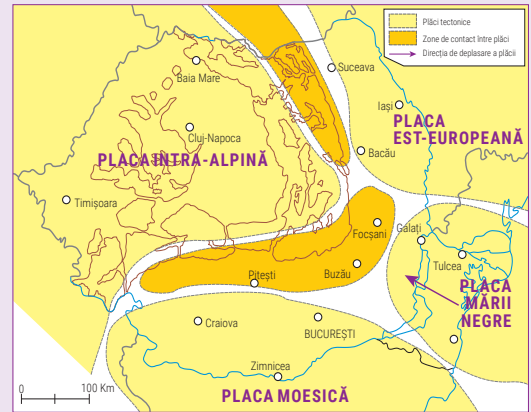 Plăci tectonice
Zone de contact între plăci
Direcția de deplasare a plăcii
Suceava
Baia Mare
Iași
PLACA
EST-EUROPEANĂ
Cluj-Napoca
PLACA INTRA-ALPINĂ
Bacău
Timișoara
Focșani
Galați
Buzău
Tulcea
Pitești
PLACA
MĂRII
NEGRE
Craiova
BUCUREȘTI
Zimnicea
PLACA MOESICĂ
0 100 Km